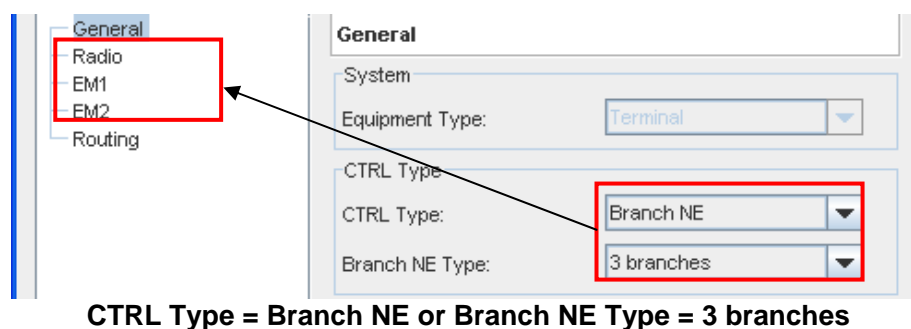 General
Radio
EM1
EM2
Routing
General
System
Equipment Type: Terminal
CTRL Type
CTRL Type: Branch NE
Branch NE Type: 3 branches
CTRL Type = Branch NE or Branch NE Type = 3 branches